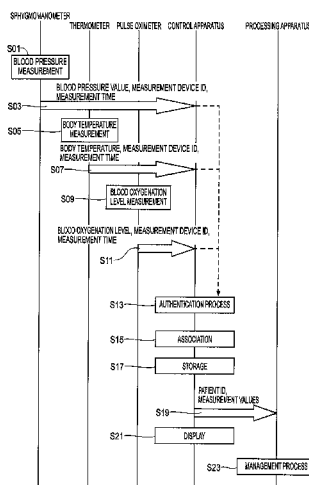 SPHYGMOMANOMETER
THERMOMETER PULSE OXIMETER CONTROL APPARATUS PROCESSING APPARATUS
S01
BLOOD PRESSURE
MEASUREMENT
BLOOD PRESSURE VALUE, MEASUREMENT DEVICE ID,
MEASUREMENT TIME
S03
S05
BODY TEMPERATURE
MEASUREMENT
BODY TEMPERATURE, MEASUREMENT DEVICE ID,
MEASUREMENT TIME
S07
S09
BLOOD OXYGENATION
LEVEL MEASUREMENT
BLOOD OXYGENATION LEVEL, MEASUREMENT DEVICE ID,
MEASUREMENT TIME
S11
S13
AUTHENTICATION PROCESS
S15
ASSOCIATION
S17
STORAGE
PATIENT ID,
MEASUREMENT VALUES
S19
S21
DISPLAY
S23
MANAGEMENT PROCESS